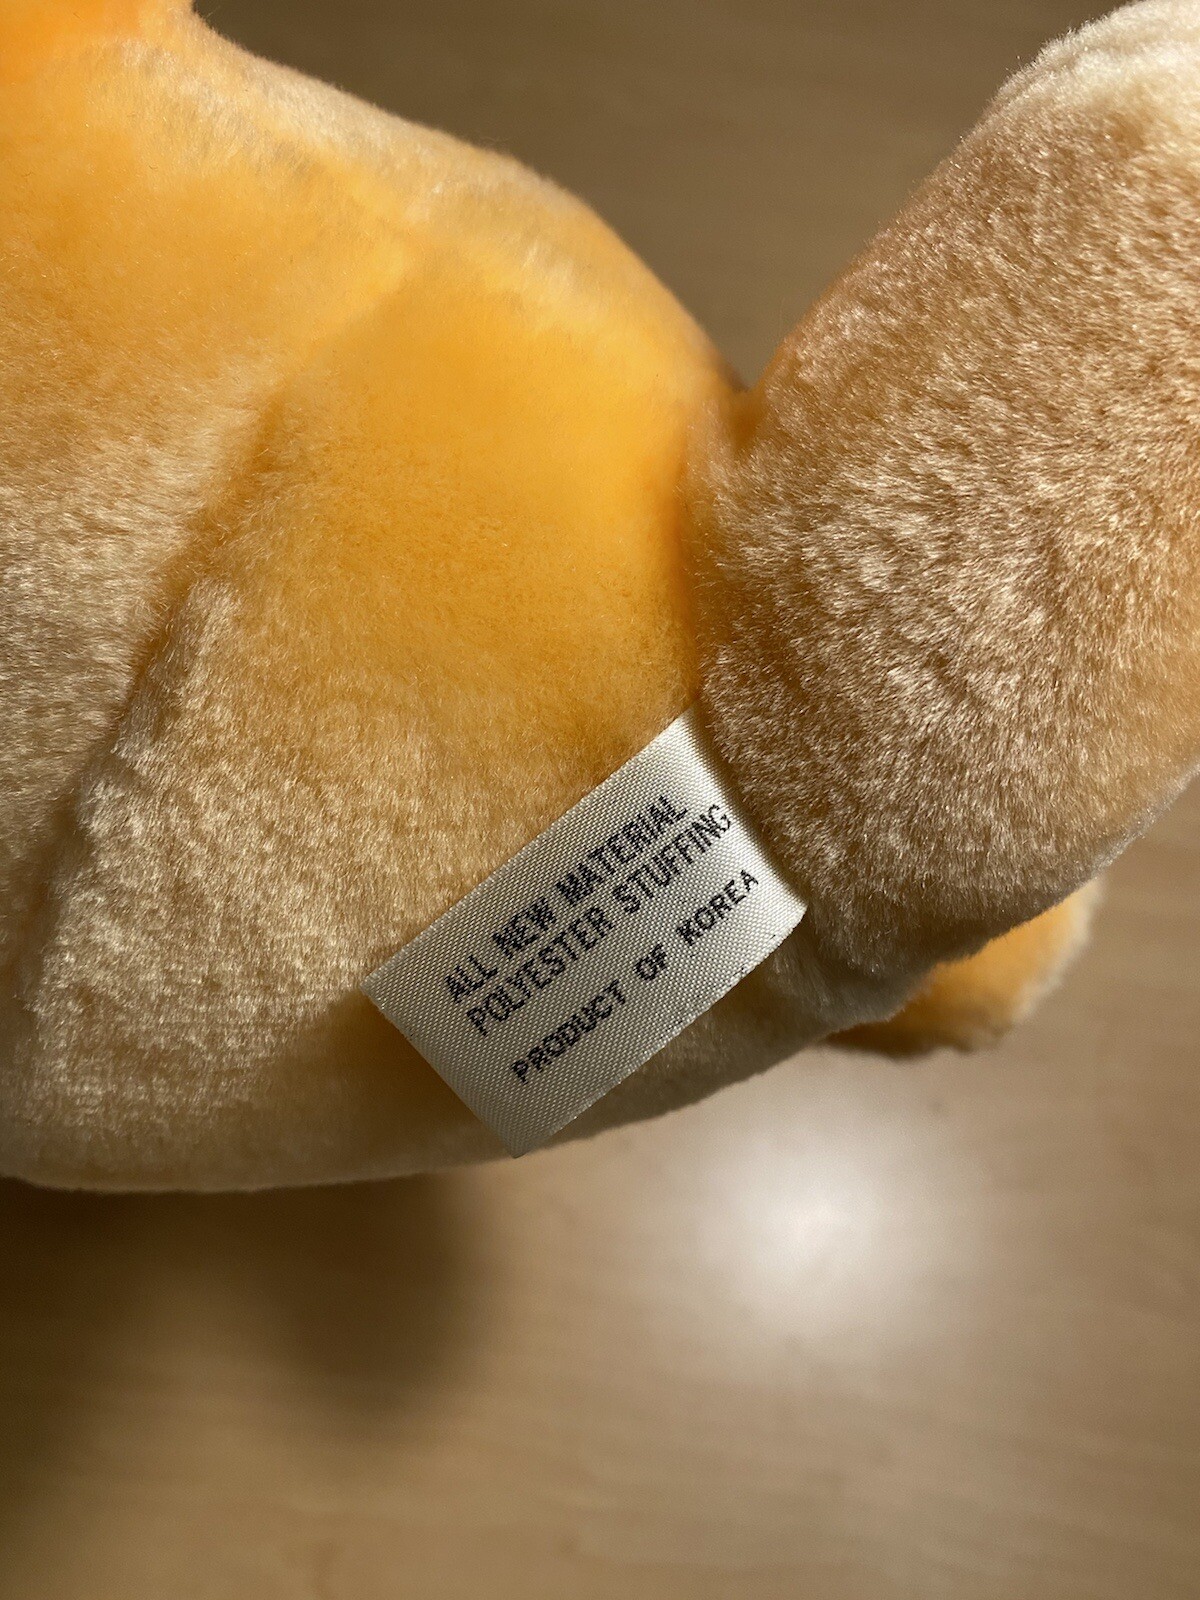 ALL NEW MATERIAL
POLYESTER STUFFING
PRODUCT OF KOREA